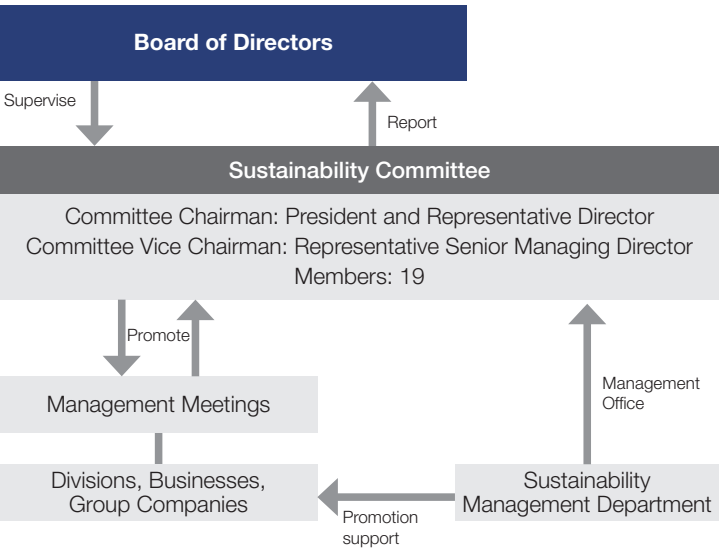 Board of Directors
Supervise
Report
Sustainability Committee
Committee Chairman: President and Representative Director
Committee Vice Chairman: Representative Senior Managing Director
Members: 19
Promote
Management Meetings
Management
Office
Divisions, Businesses,
Group Companies
Promotion
support
Sustainability
Management Department